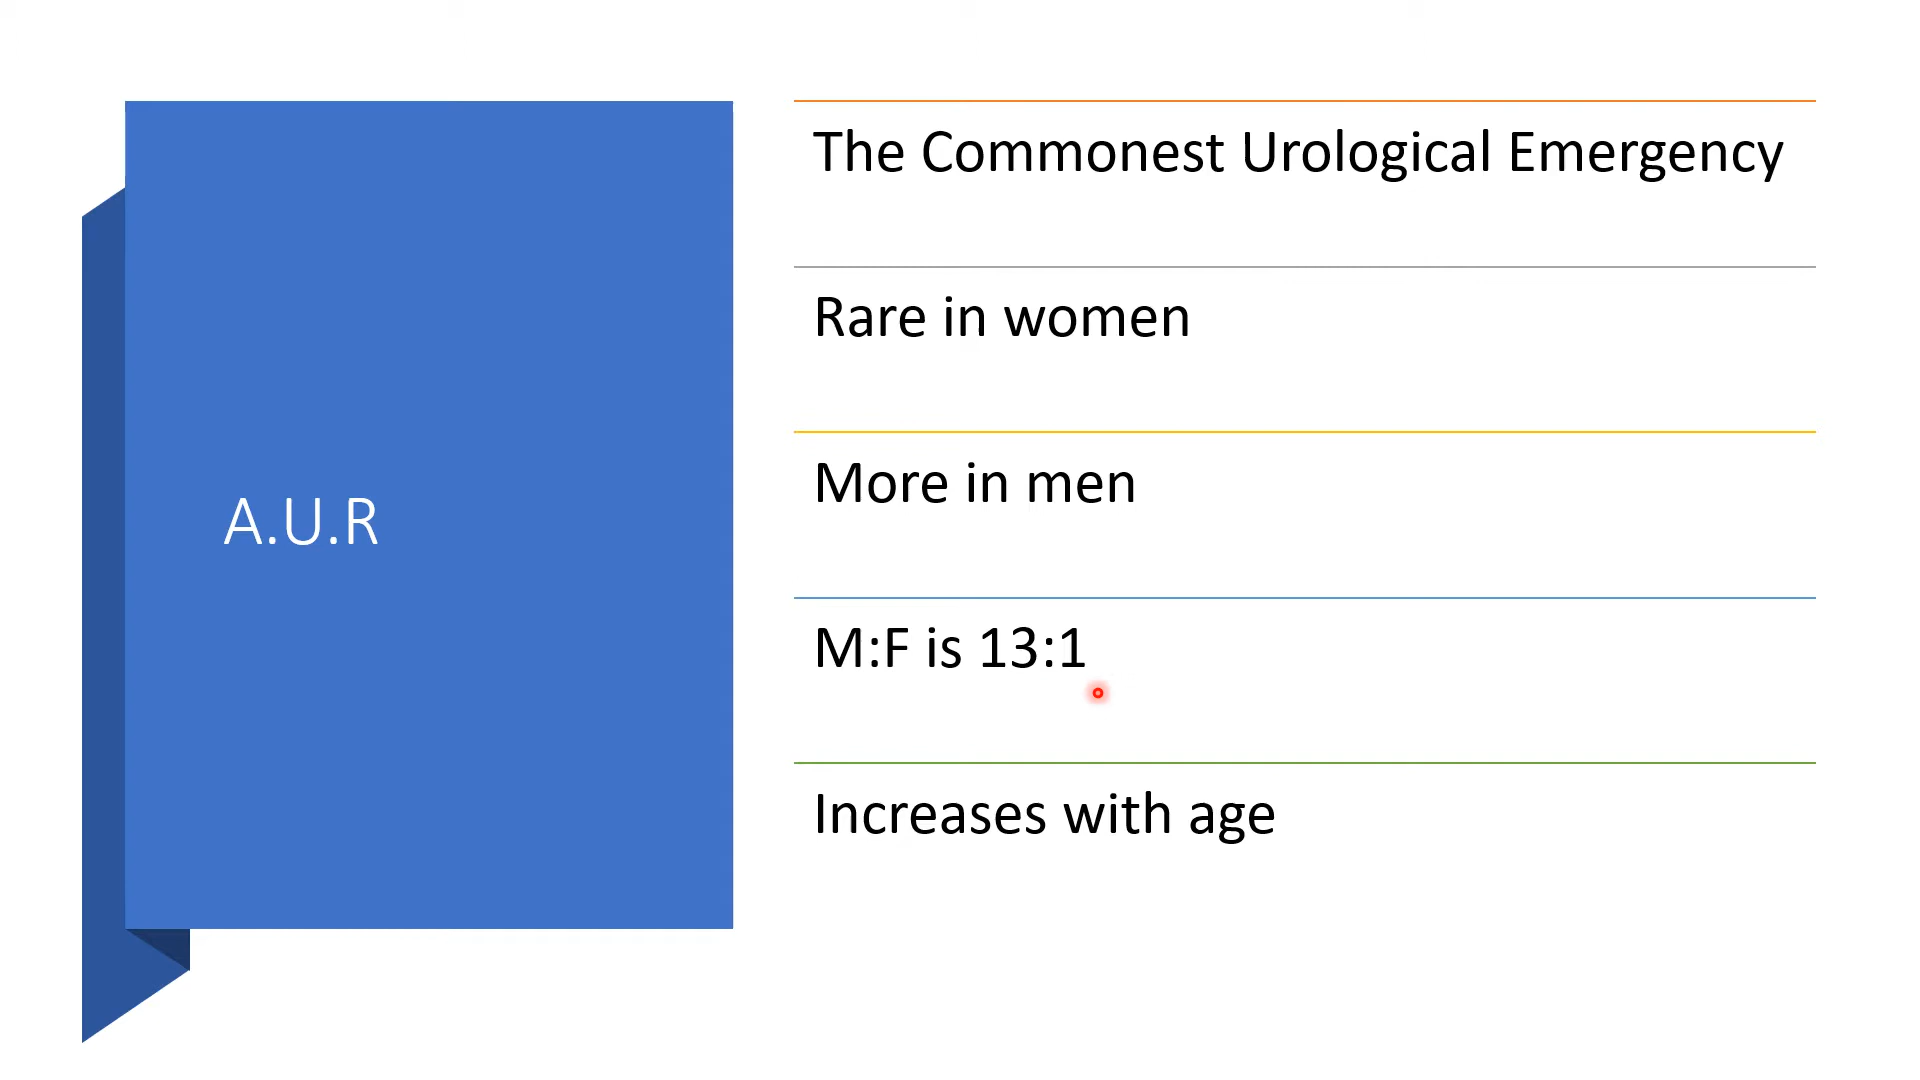 A.U.R
The Commonest Urological Emergency
Rare in women
More in men
M:F is 13:1
Increases with age